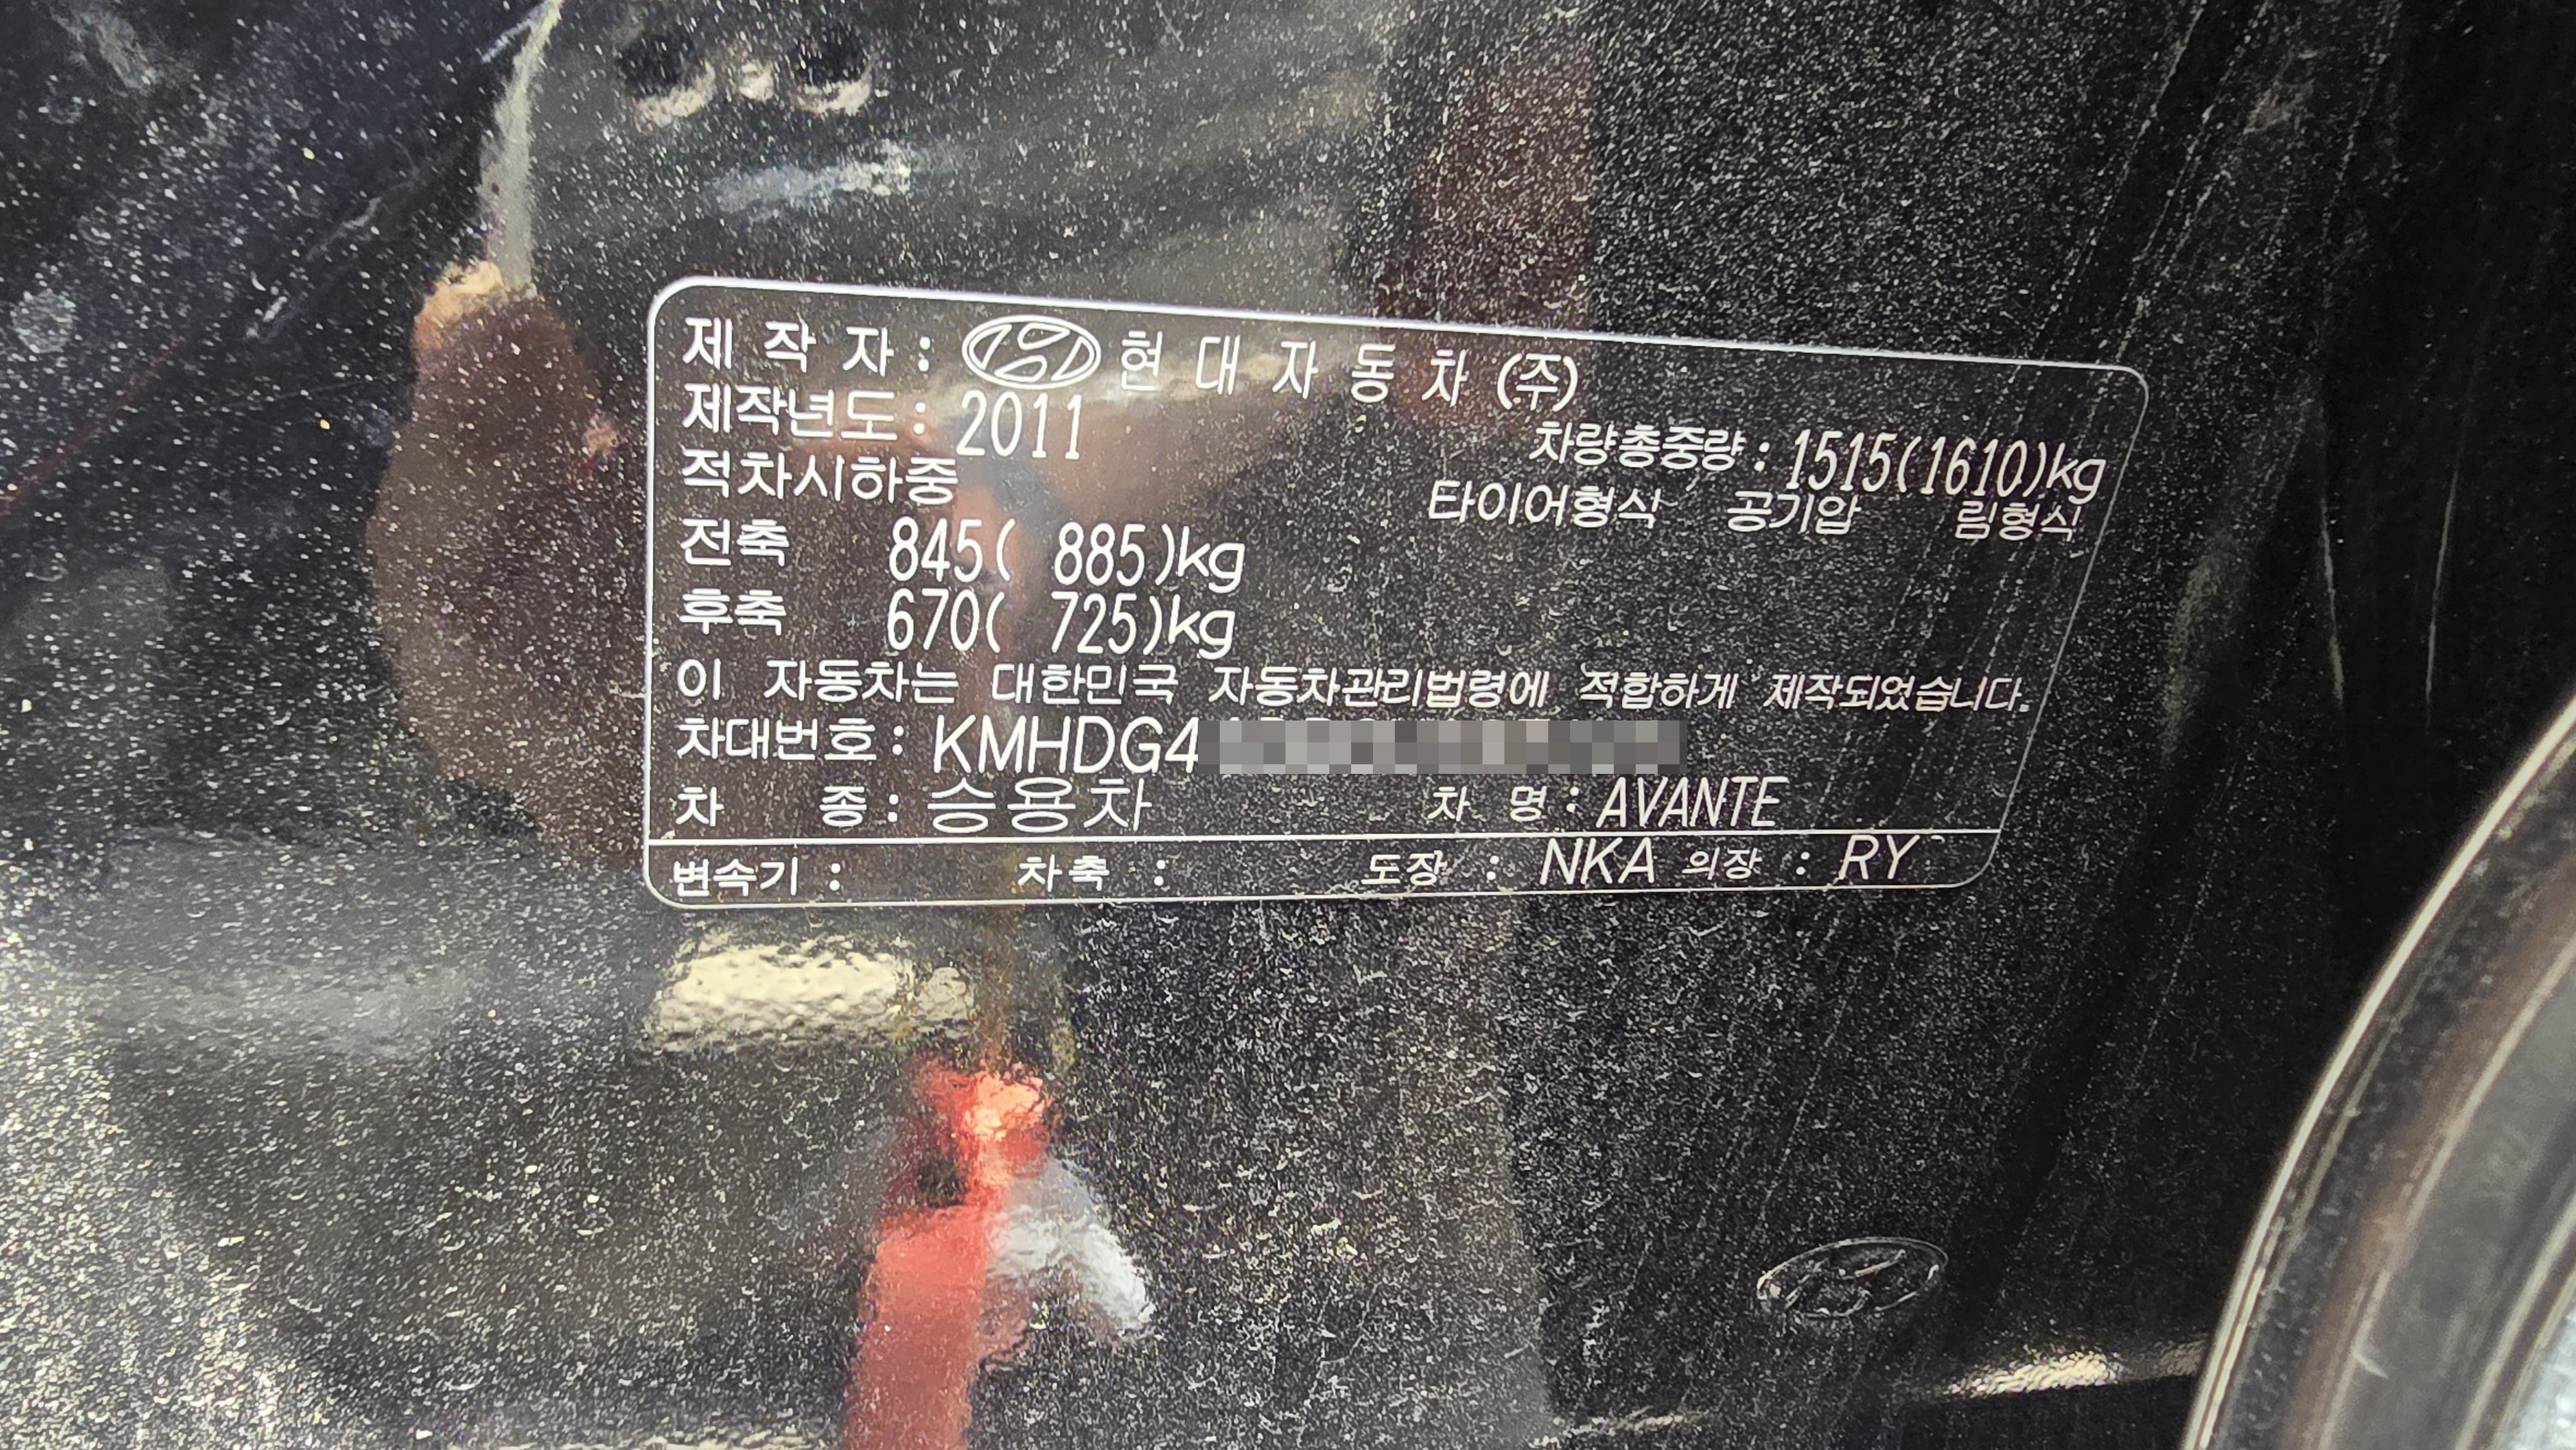 제작자 : 현대자동차(주)
제작년도 : 2011
차량총중량 : 1515(1610)kg
적차시하중
타이어형식 공기압 림형식
전축 845( 885)kg
후축 670( 725)kg
이 자동차는 대한민국 자동차관리법령에 적합하게 제작되었습니다.
차대번호 : KMHDG4
차종 : 승용차 차명 : AVANTE
변속기 : 차축 : 도장 : NKA 의장 : RY